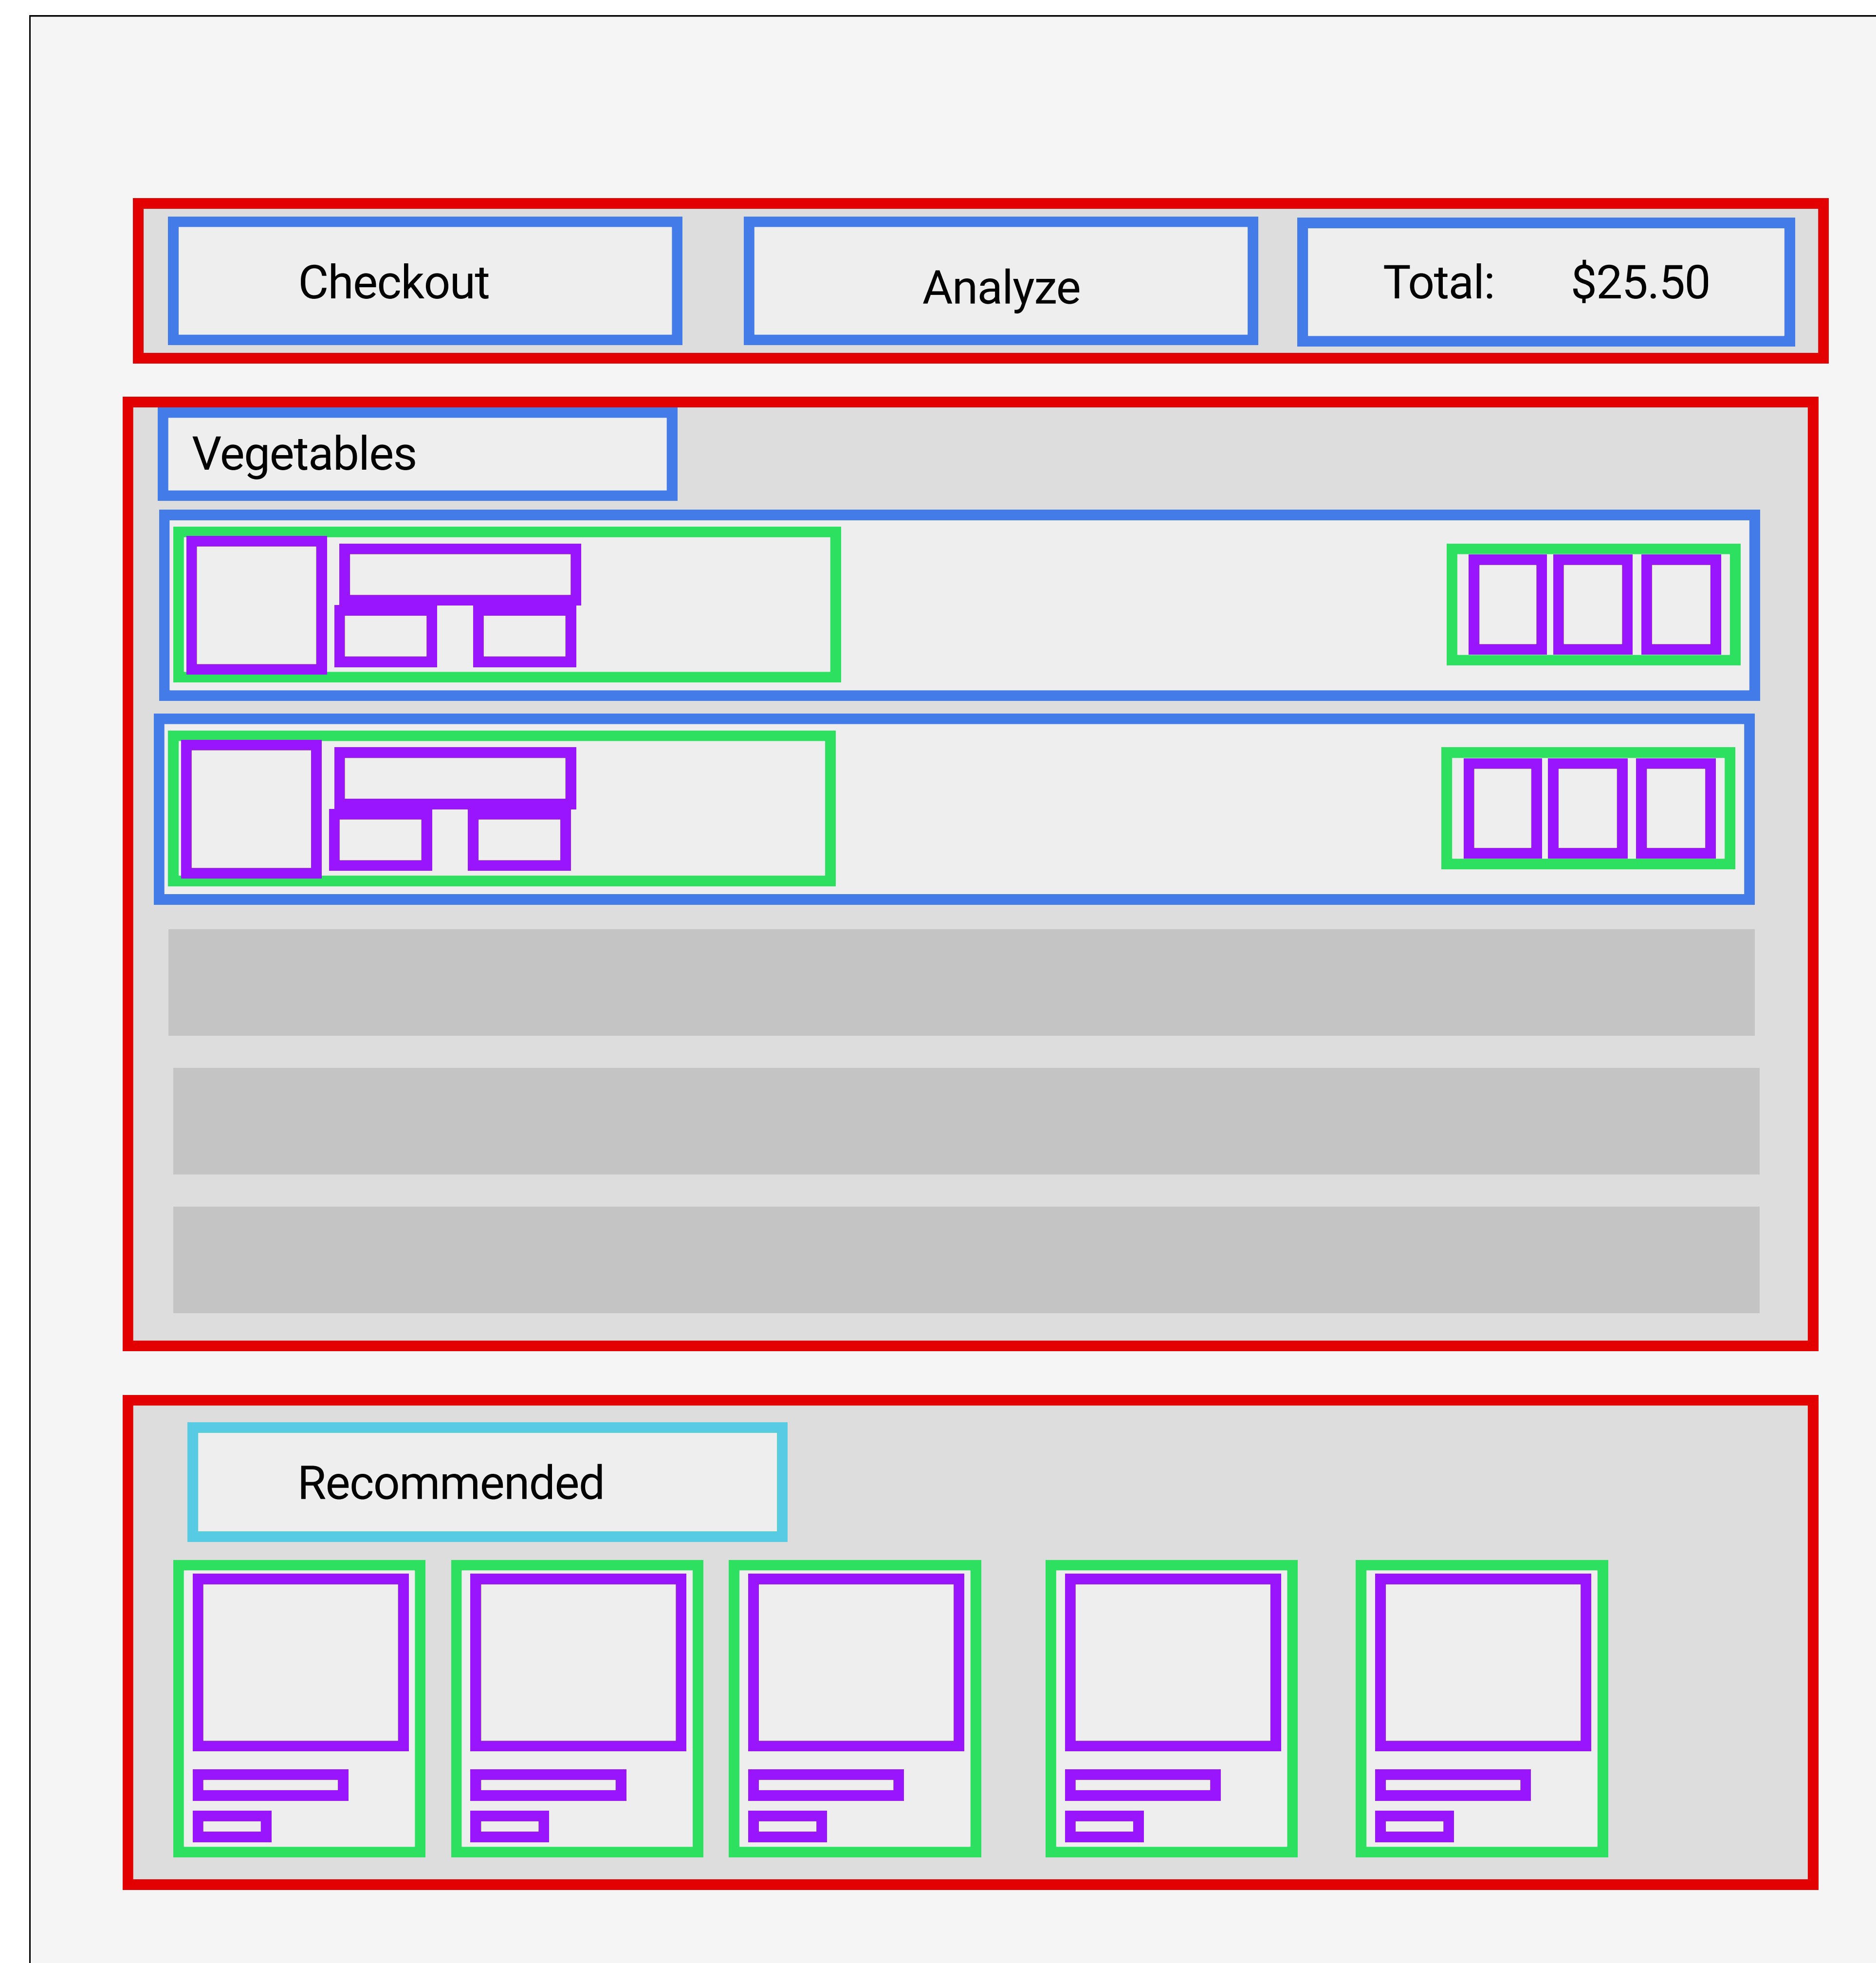 Checkout
Analyze
Total: $25.50
Vegetables
Recommended